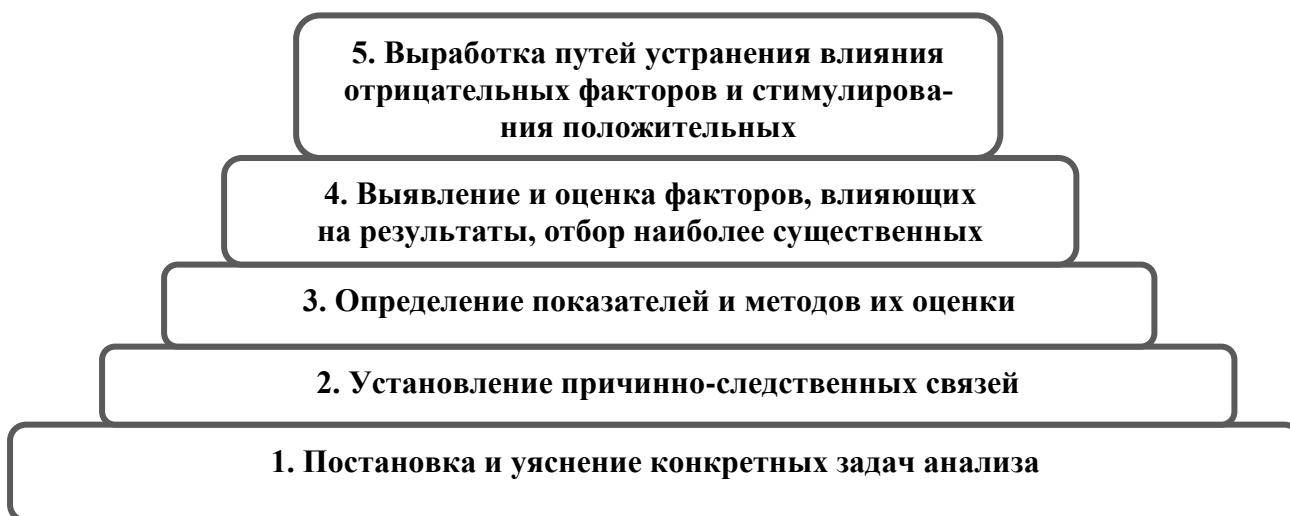 5. Выработка путей устранения влияния
отрицательных факторов и стимулирова-
ния положительных
4. Выявление и оценка факторов, влияющих
на результаты, отбор наиболее существенных
3. Определение показателей и методов их оценки
2. Установление причинно-следственных связей
1. Постановка и уяснение конкретных задач анализа